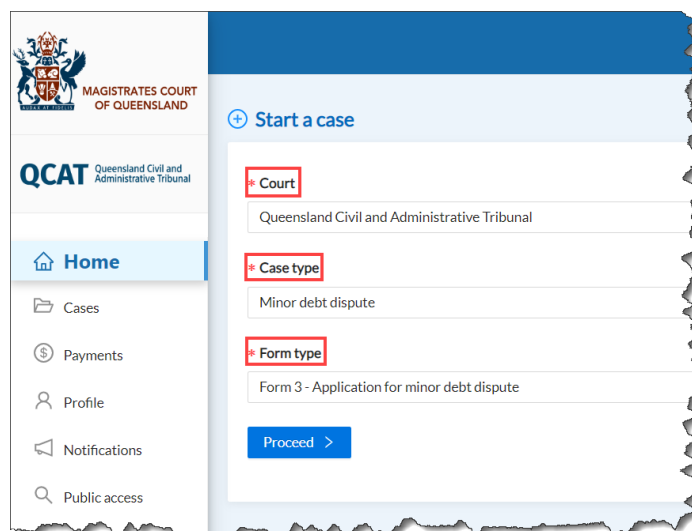 MAGISTRATES COURT
OF QUEENSLAND
QCAT
Queensland Civil and
Administrative Tribunal
Home
Cases
Payments
Profile
Notifications
Public access
Start a case
* Court
Queensland Civil and Administrative Tribunal
* Case type
Minor debt dispute
* Form type
Form 3 - Application for minor debt dispute
Proceed >